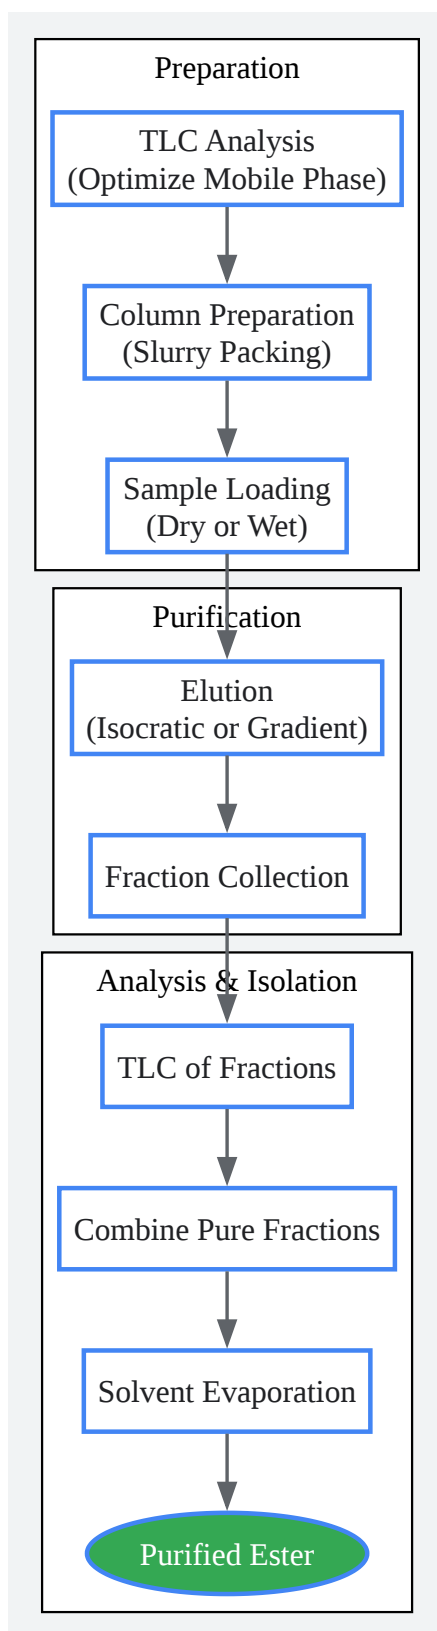 Preparation
TLC Analysis
(Optimize Mobile Phase)
Column Preparation
(Slurry Packing)
Sample Loading
(Dry or Wet)
Purification
Elution
(Isocratic or Gradient)
Fraction Collection
Analysis & Isolation
TLC of Fractions
Combine Pure Fractions
Solvent Evaporation
Purified Ester